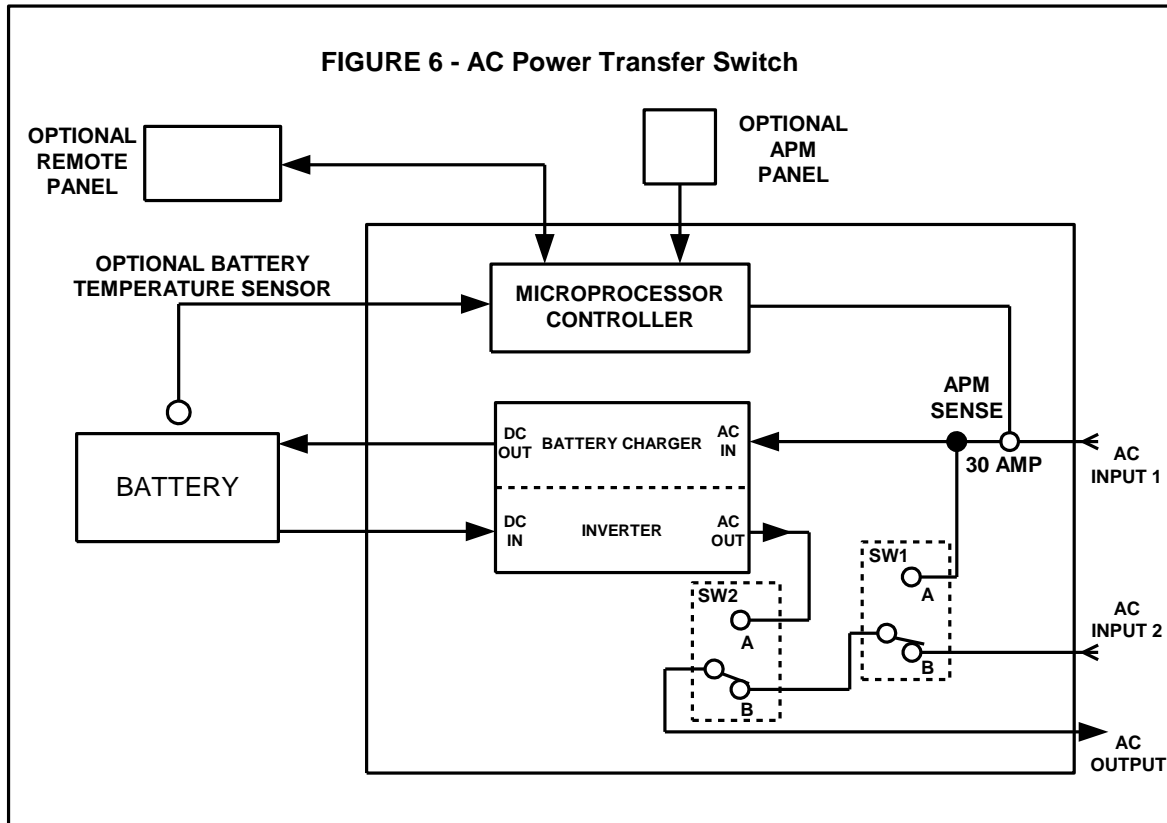 FIGURE 6 - AC Power Transfer Switch
OPTIONAL
REMOTE
PANEL
OPTIONAL
APM
PANEL
OPTIONAL BATTERY
TEMPERATURE SENSOR
MICROPROCESSOR
CONTROLLER
APM
SENSE
30 AMP
AC
INPUT 1
BATTERY
DC
OUT
BATTERY CHARGER
AC
IN
DC
IN
INVERTER
AC
OUT
SW1
A
B
SW2
A
B
AC
INPUT 2
AC
OUTPUT